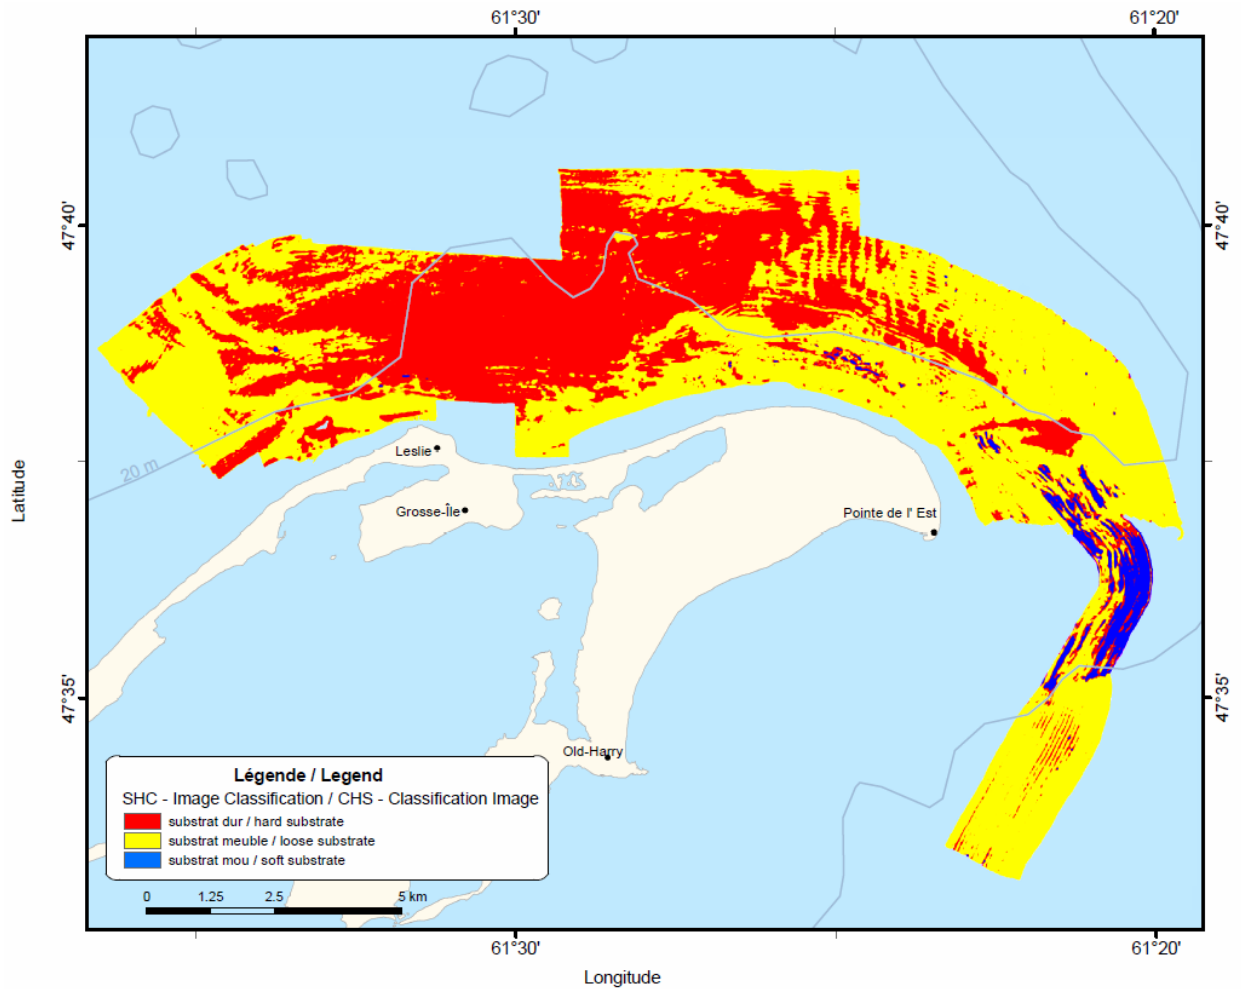 61°30'
61°20'
47°40'
47°40'
20 m
Leslie
Grosse-Île
Pointe de l' Est
Latitude
47°35'
47°35'
Old-Harry
Légende / Legend
SHC - Image Classification / CHS - Classification Image
substrat dur / hard substrate
substrat meuble / loose substrate
substrat mou / soft substrate
0 1.25 2.5 5 km
61°30'
61°20'
Longitude